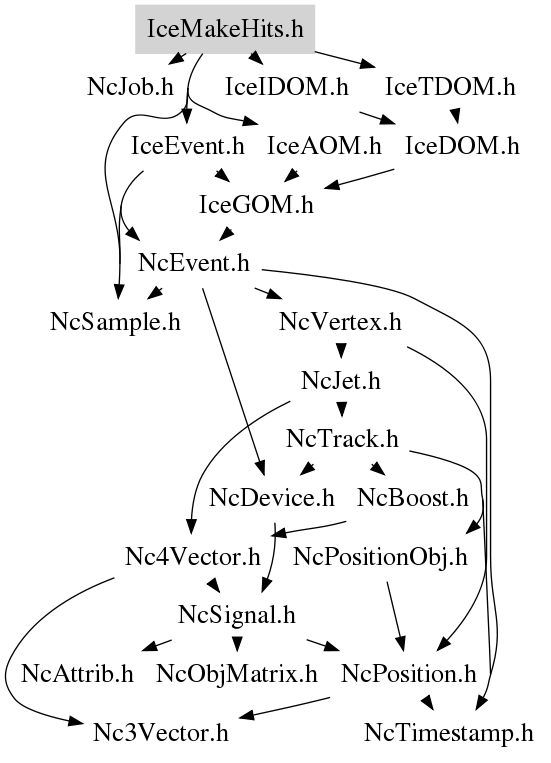 IceMakeHits.h
NcJob.h
IceIDOM.h
IceTDOM.h
IceEvent.h
IceAOM.h
IceDOM.h
IceGOM.h
NcEvent.h
NcSample.h
NcVertex.h
NcJet.h
NcTrack.h
NcDevice.h
NcBoost.h
Nc4Vector.h
NcPositionObj.h
NcSignal.h
NcAttrib.h
NcObjMatrix.h
NcPosition.h
Nc3Vector.h
NcTimestamp.h